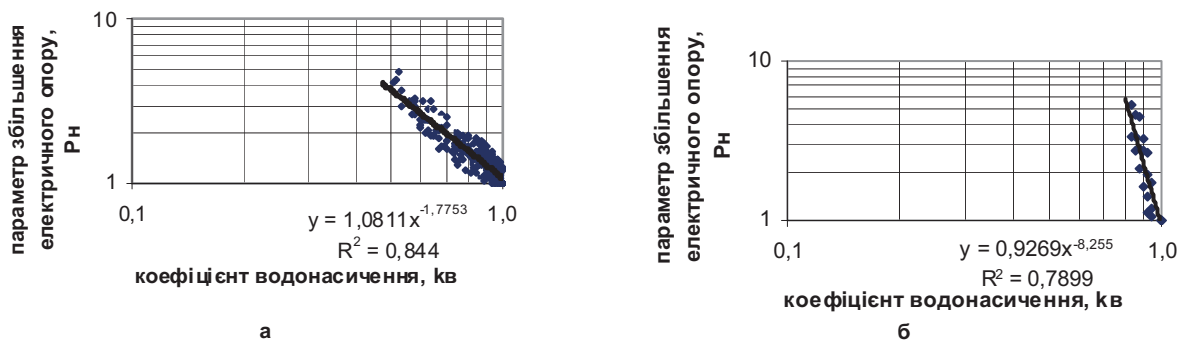 параметр збільшення
електричного опору,
Рн
10
1
0,1
1,0
y = 1,0811x^-1,7753
R² = 0,844
коефіцієнт водонасичення, kв
а
параметр збільшення
електричного опору,
Рн
10
1
0,1
1,0
y = 0,9269x^-8,255
R² = 0,7899
коефіцієнт водонасичення, kв
б